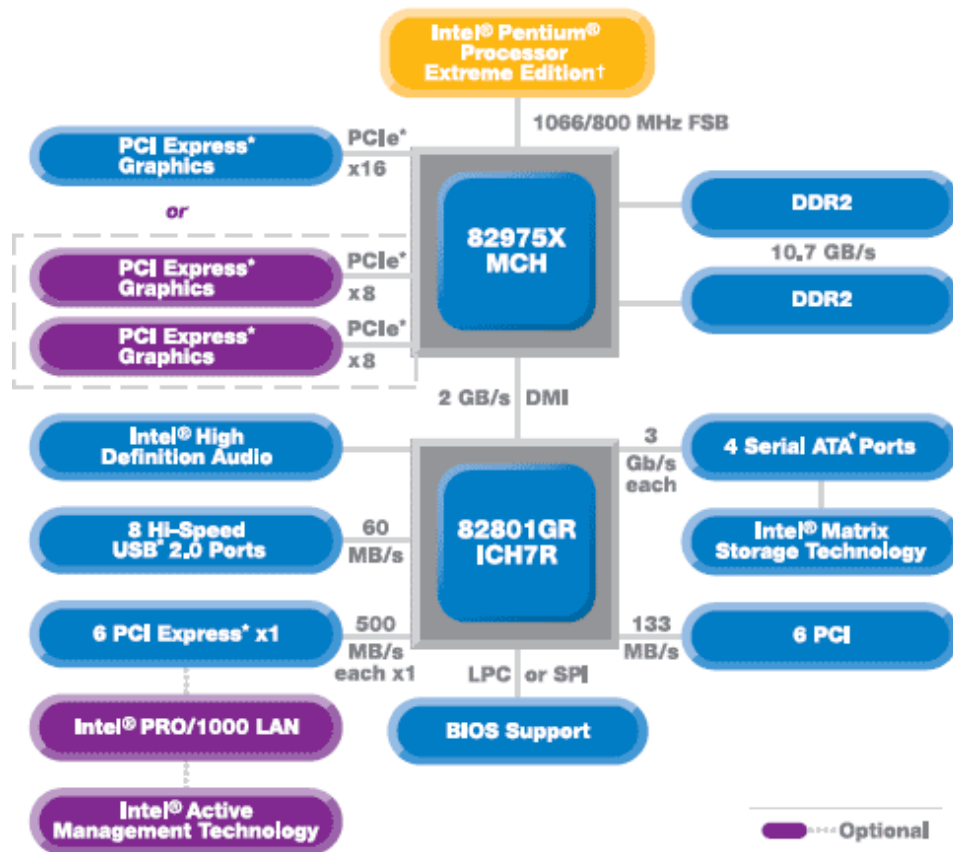 Intel® Pentium®
Processor
Extreme Edition†
1066/800 MHz FSB
PCI Express*
Graphics
PCIe*
x16
or
PCI Express*
Graphics
PCIe*
x8
PCI Express*
Graphics
PCIe*
x8
82975X
MCH
DDR2
10.7 GB/s
DDR2
2 GB/s DMI
Intel® High
Definition Audio
8 Hi-Speed
USB* 2.0 Ports
60
MB/s
6 PCI Express* x1
500
MB/s
each x1
82801GR
ICH7R
3
Gb/s
each
4 Serial ATA* Ports
Intel® Matrix
Storage Technology
133
MB/s
6 PCI
LPC or SPI
BIOS Support
Intel® PRO/1000 LAN
Intel® Active
Management Technology
Optional